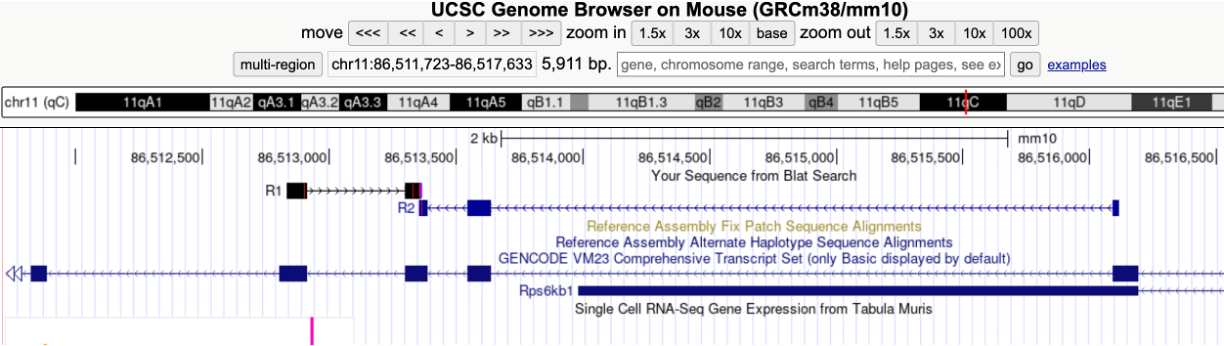 UCSC Genome Browser on Mouse (GRCm38/mm10)
move <<< << < > >> >>> zoom in 1.5x 3x 10x base zoom out 1.5x 3x 10x 100x
multi-region chr11:86,511,723-86,517,633 5,911 bp. gene, chromosome range, search terms, help pages, see ex go examples
chr11 (qC) 11qA1 11qA2 qA3.1 qA3.2 qA3.3 11qA4 11qA5 qB1.1 11qB1.3 qB2 11qB3 qB4 11qB5 11qC 11qD 11qE1
2 kb mm10
86,512,500 86,513,000 86,513,500 86,514,000 86,514,500 86,515,000 86,515,500 86,516,000 86,516,500
Your Sequence from Blat Search
R1
R2
Reference Assembly Fix Patch Sequence Alignments
Reference Assembly Alternate Haplotype Sequence Alignments
GENCODE VM23 Comprehensive Transcript Set (only Basic displayed by default)
Rps6kb1
Single Cell RNA-Seq Gene Expression from Tabula Muris